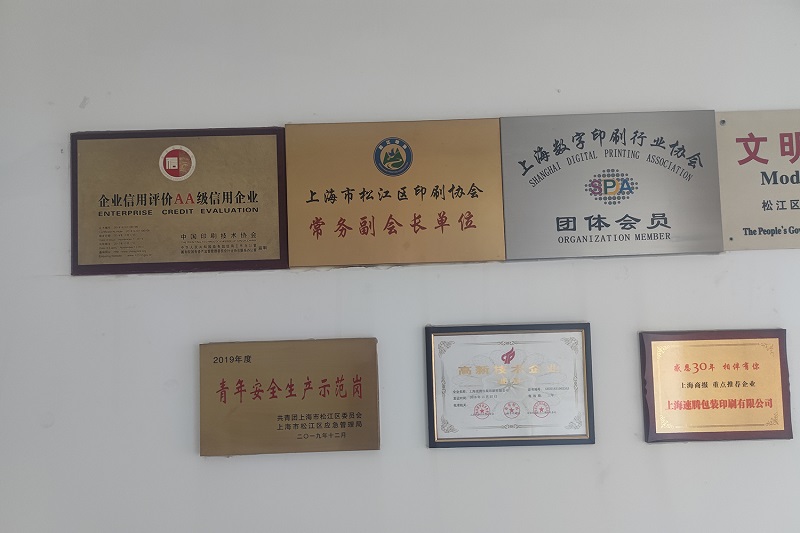 企业信用评价AA级信用企业
ENTERPRISE CREDIT EVALUATION
中国印刷技术协会
上海市松江区印刷协会
常务副会长单位
上海数字印刷行业协会
SHANGHAI DIGITAL PRINTING ASSOCIATION
SPA
团体会员
ORGANIZATION MEMBER
文明
Mod
松江区
The People's Gov
2019年度
青年安全生产示范岗
共青团上海市松江区委员会
上海市松江区应急管理局
二〇一九年十二月
高新技术企业
证书
感恩30年 相伴有你
上海商报 重点推荐企业
上海速腾包装印刷有限公司